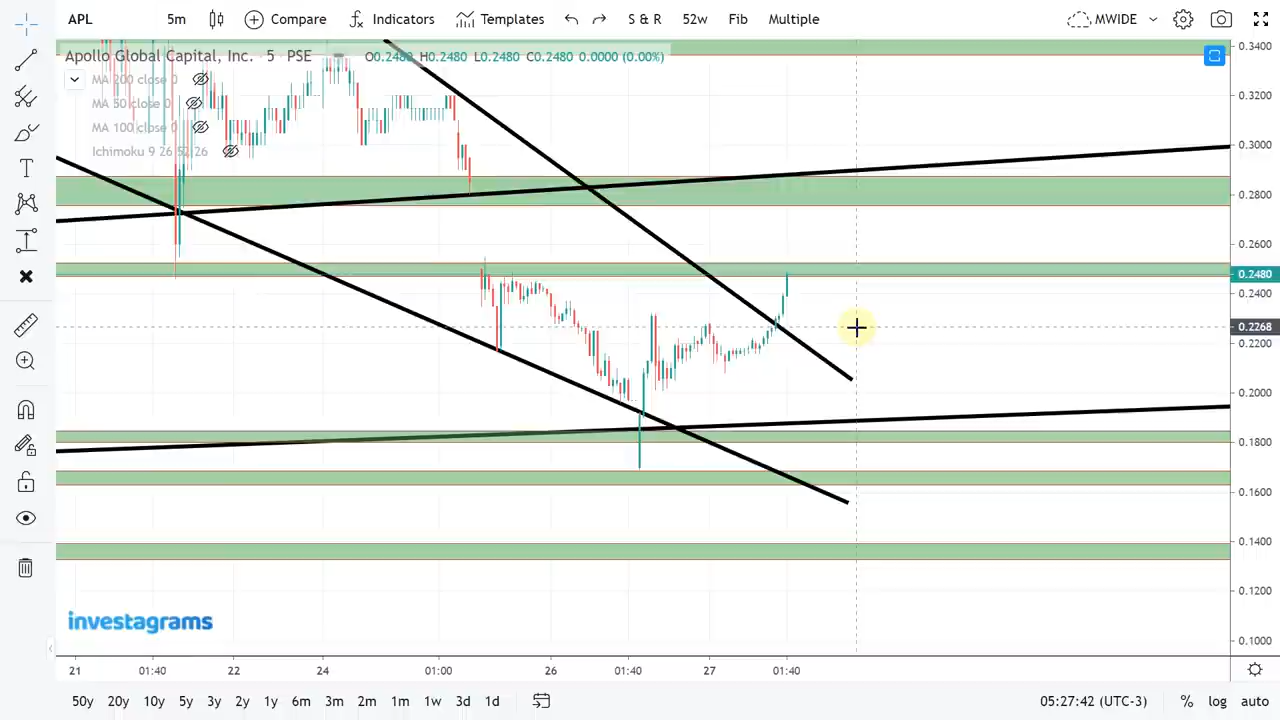 APL 5m Compare Indicators Templates S & R 52w Fib Multiple MWIDE
Apollo Global Capital, Inc. · 5 · PSE O0.2480 H0.2480 L0.2480 C0.2480 0.0000 (0.00%)
MA 200 close 0
MA 50 close 0
MA 100 close 0
Ichimoku 9 26 52 26
0.3400
0.3200
0.3000
0.2800
0.2600
0.2480
0.2400
0.2268
0.2200
0.2000
0.1800
0.1600
0.1400
0.1200
0.1000
investagrams
21 01:40 22 24 01:00 26 01:40 27 01:40
50y 20y 10y 5y 3y 2y 1y 6m 3m 2m 1m 1w 3d 1d 05:27:42 (UTC-3) % log auto